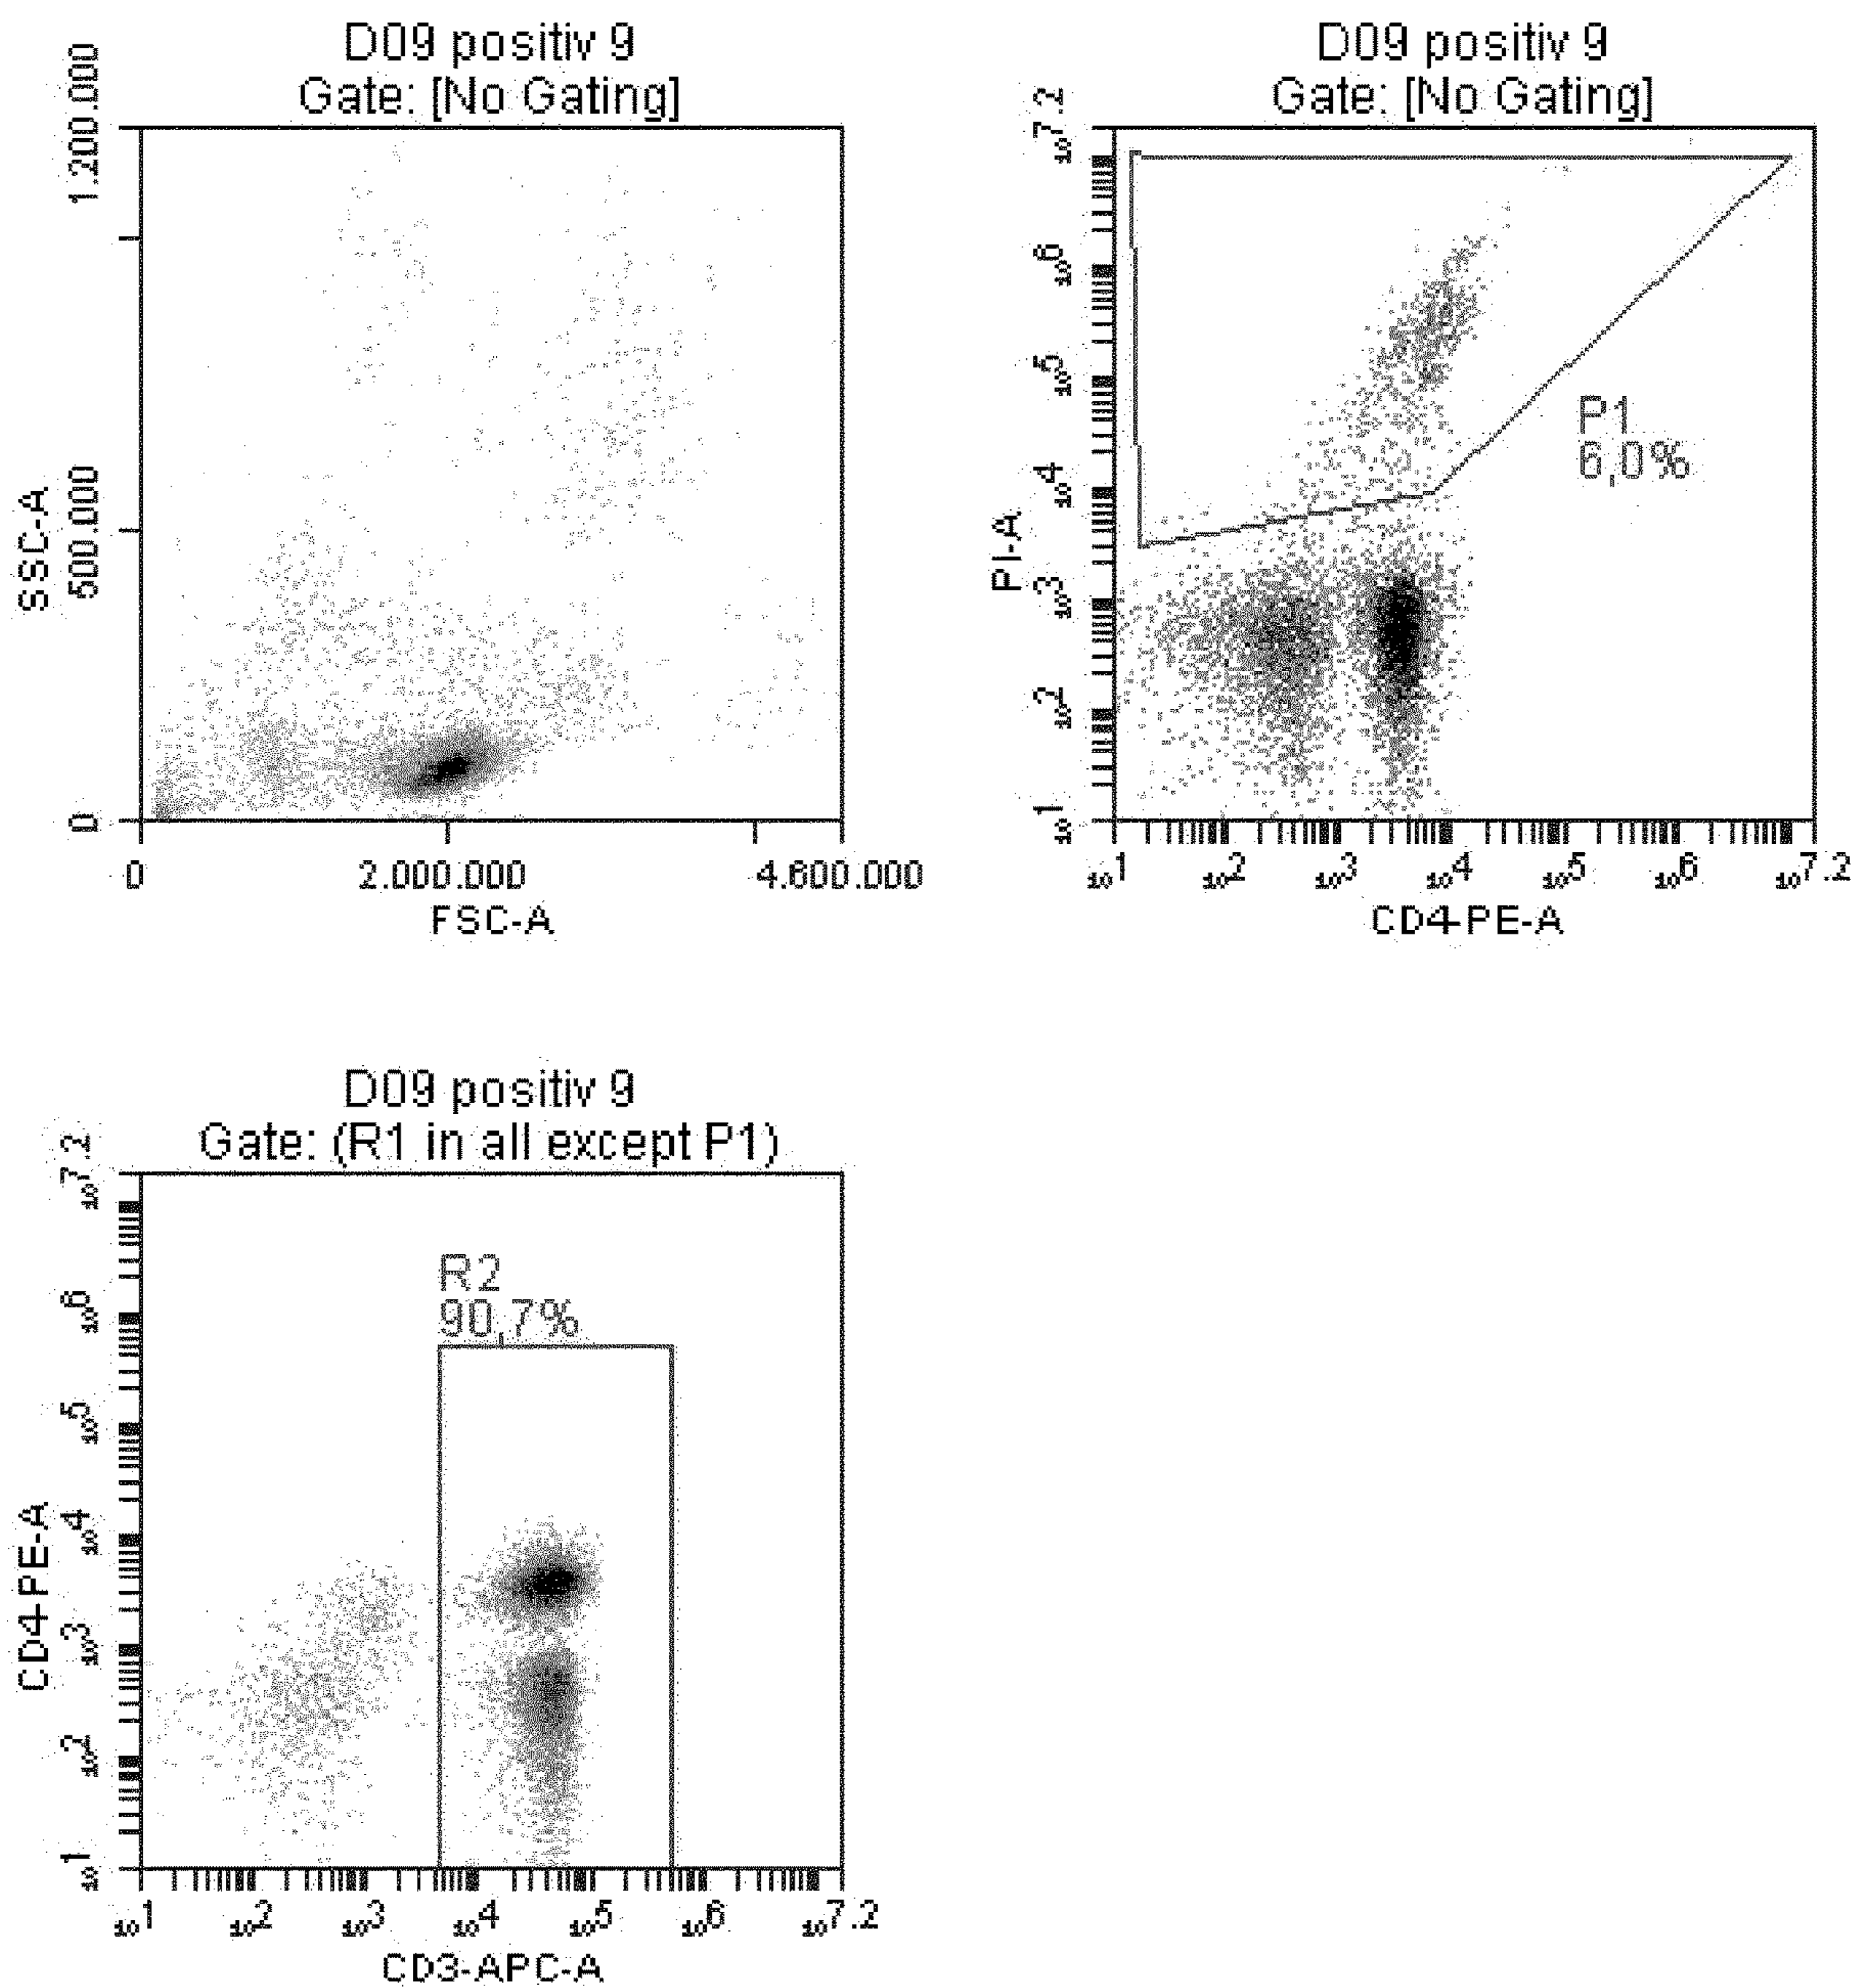 D09 positiv 9
Gate: [No Gating]
1.200.000
500.000
0
SSC-A
0
2.000.000
4.600.000
FSC-A
D09 positiv 9
Gate: [No Gating]
10^7.2
10^6
10^5
10^4
10^3
10^2
10^1
PI-A
P1
6,0%
10^1
10^2
10^3
10^4
10^5
10^6
10^7.2
CD4-PE-A
D09 positiv 9
Gate: (R1 in all except P1)
10^7.2
10^6
10^5
10^4
10^3
10^2
10^1
CD4-PE-A
R2
90,7%
10^1
10^2
10^3
10^4
10^5
10^6
10^7.2
CD3-APC-A